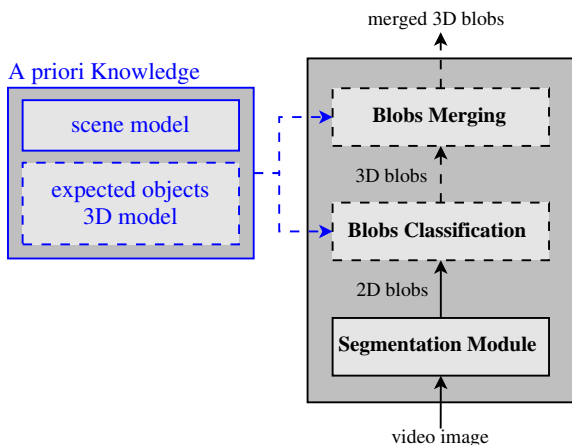 merged 3D blobs
A priori Knowledge
scene model
expected objects
3D model
Blobs Merging
3D blobs
Blobs Classification
2D blobs
Segmentation Module
video image